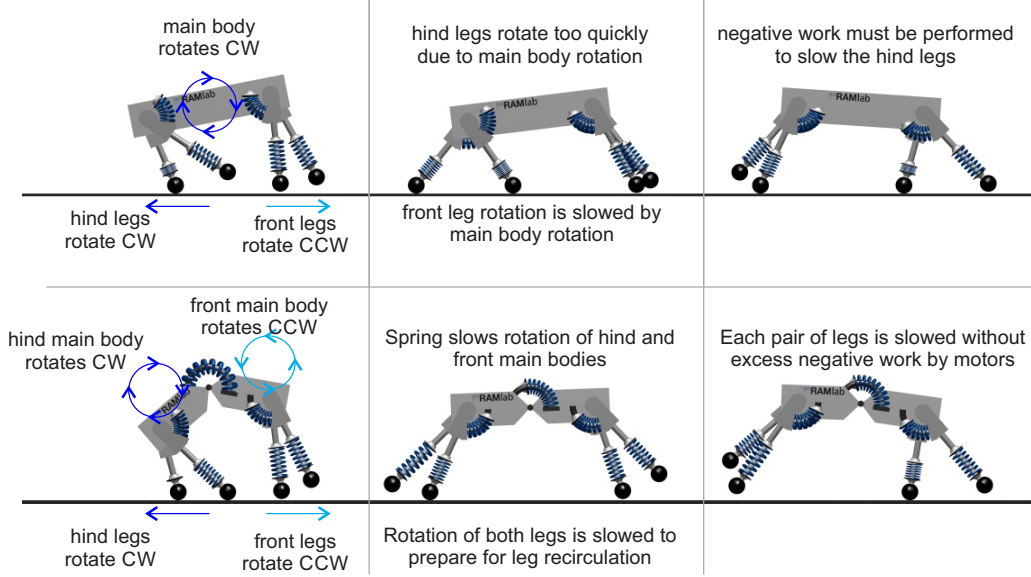 main body
rotates CW
hind legs rotate too quickly
due to main body rotation
negative work must be performed
to slow the hind legs
RAMlab
RAMlab
RAMlab
hind legs
rotate CW
front legs
rotate CCW
front leg rotation is slowed by
main body rotation
front main body
rotates CCW
hind main body
rotates CW
Spring slows rotation of hind and
front main bodies
Each pair of legs is slowed without
excess negative work by motors
RAMlab
RAMlab
RAMlab
hind legs
rotate CW
front legs
rotate CCW
Rotation of both legs is slowed to
prepare for leg recirculation